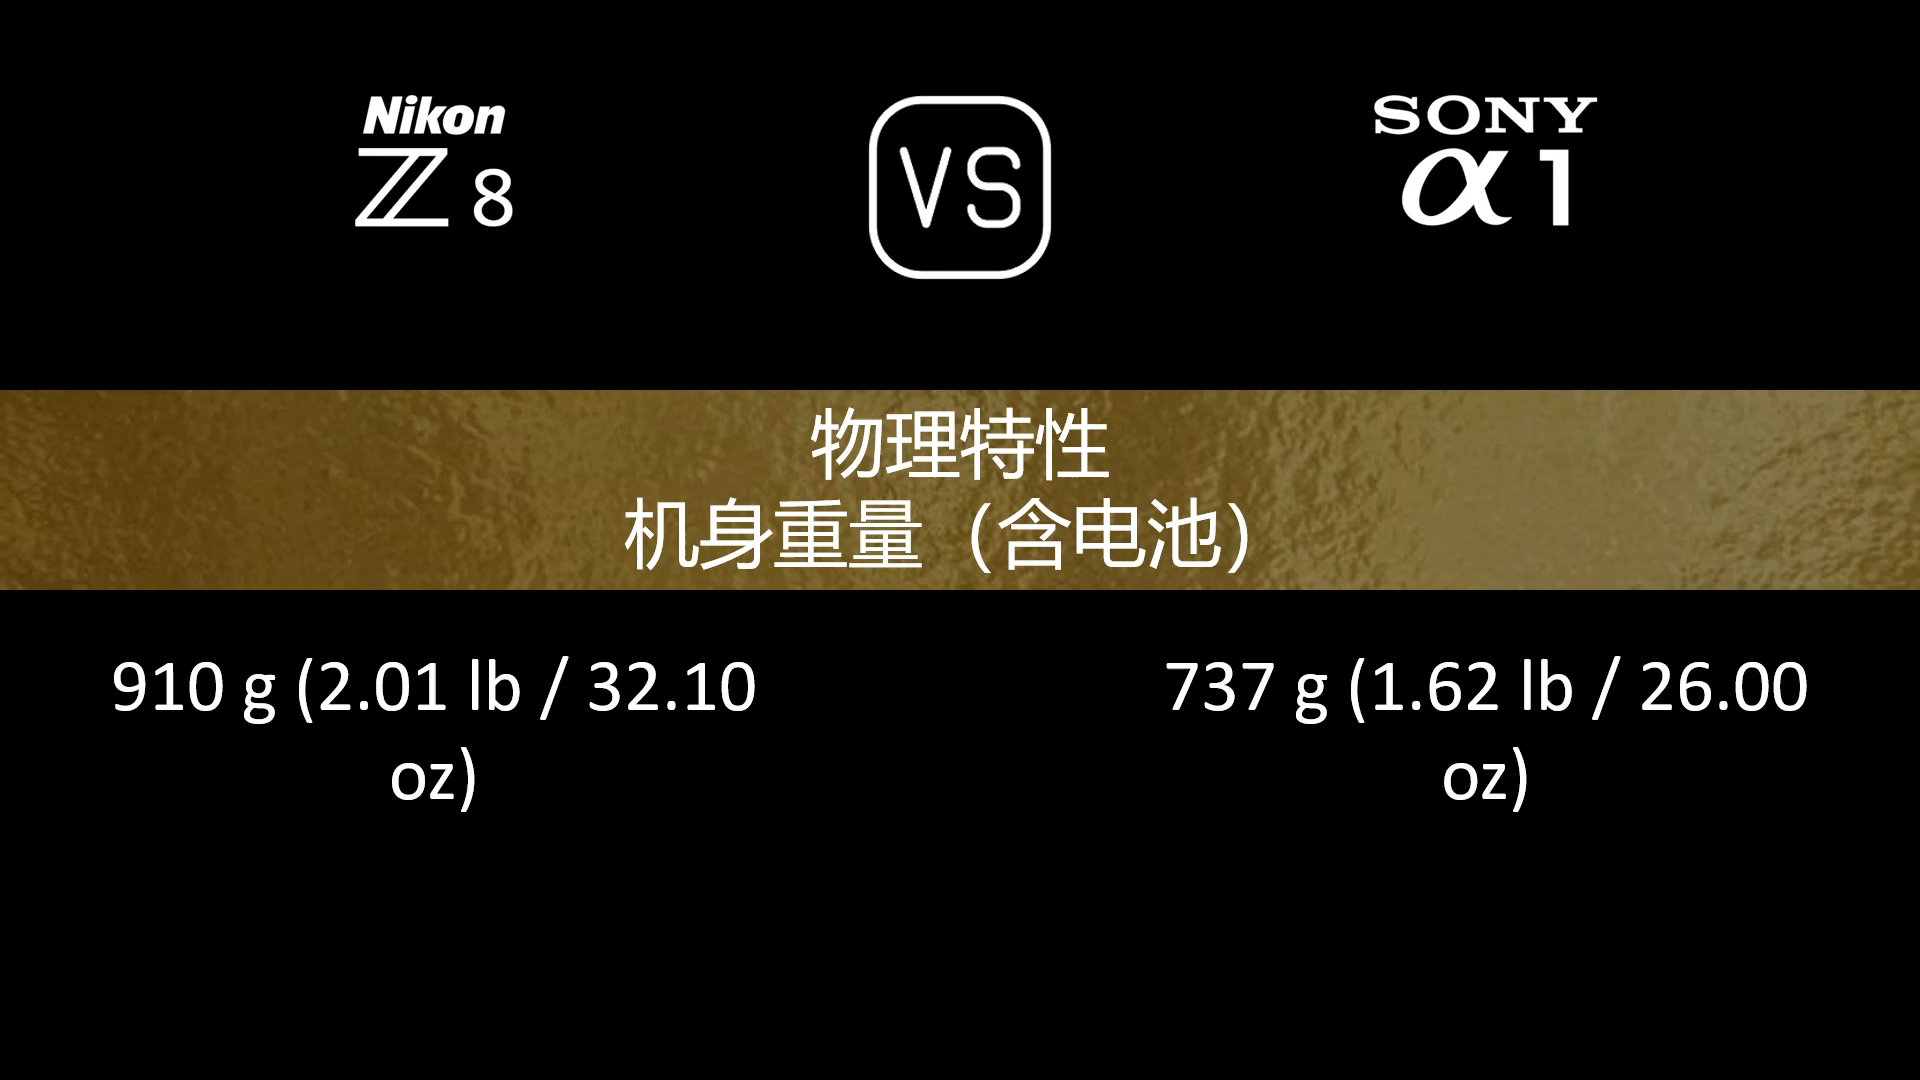 Nikon
Z 8
VS
SONY
α 1
物理特性
机身重量（含电池）
910 g (2.01 lb / 32.10
oz)
737 g (1.62 lb / 26.00
oz)